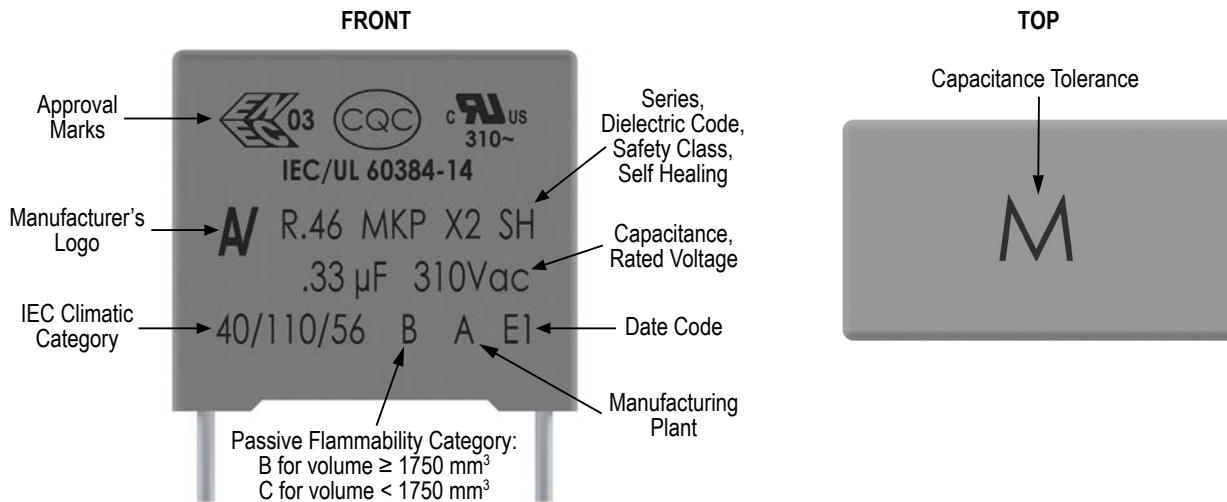 FRONT
TOP
Approval
Marks
ENEC 03 CQC C RU US
310~
IEC/UL 60384-14
Series,
Dielectric Code,
Safety Class,
Self Healing
Capacitance Tolerance
Manufacturer's
Logo
R.46 MKP X2 SH
.33 µF 310Vac
Capacitance,
Rated Voltage
M
IEC Climatic
Category
40/110/56 B A E1
Date Code
Manufacturing
Plant
Passive Flammability Category:
B for volume ≥ 1750 mm³
C for volume < 1750 mm³